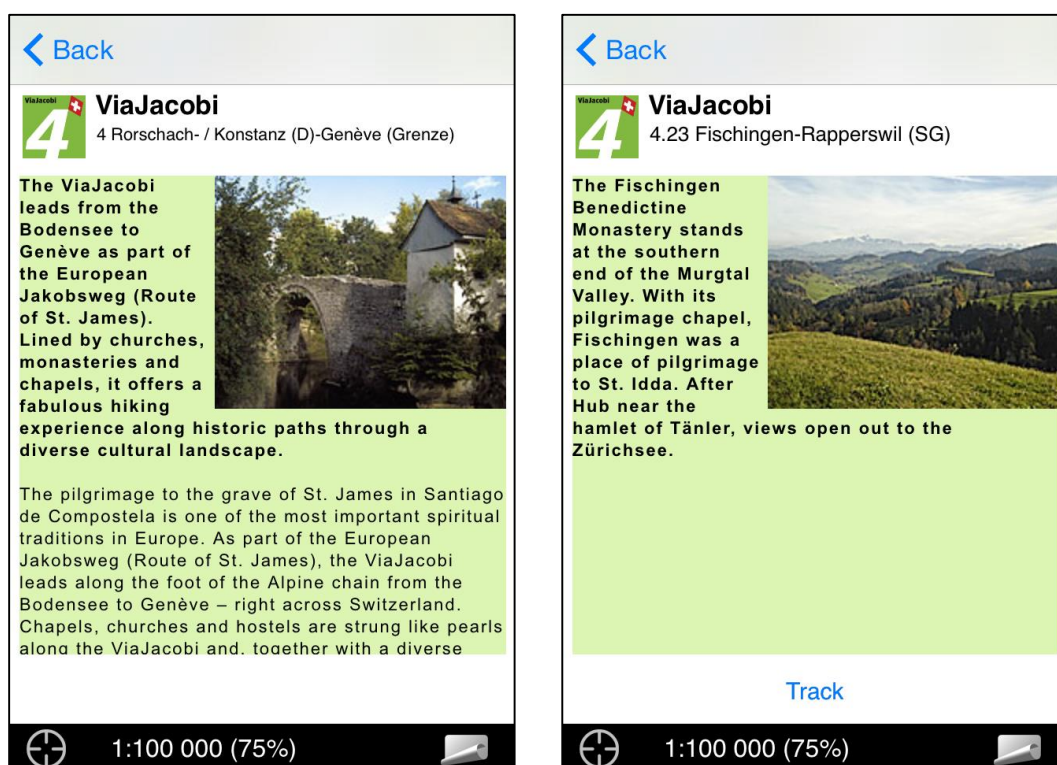 Back
ViaJacobi
4
ViaJacobi
4 Rorschach- / Konstanz (D)-Genève (Grenze)
The ViaJacobi
leads from the
Bodensee to
Genève as part of
the European
Jakobsweg (Route
of St. James).
Lined by churches,
monasteries and
chapels, it offers a
fabulous hiking
experience along historic paths through a
diverse cultural landscape.
The pilgrimage to the grave of St. James in Santiago
de Compostela is one of the most important spiritual
traditions in Europe. As part of the European
Jakobsweg (Route of St. James), the ViaJacobi
leads along the foot of the Alpine chain from the
Bodensee to Genève – right across Switzerland.
Chapels, churches and hostels are strung like pearls
along the ViaJacobi and, together with a diverse
1:100 000 (75%)
Back
ViaJacobi
4
ViaJacobi
4.23 Fischingen-Rapperswil (SG)
The Fischingen
Benedictine
Monastery stands
at the southern
end of the Murgtal
Valley. With its
pilgrimage chapel,
Fischingen was a
place of pilgrimage
to St. Idda. After
Hub near the
hamlet of Tänler, views open out to the
Zürichsee.
Track
1:100 000 (75%)